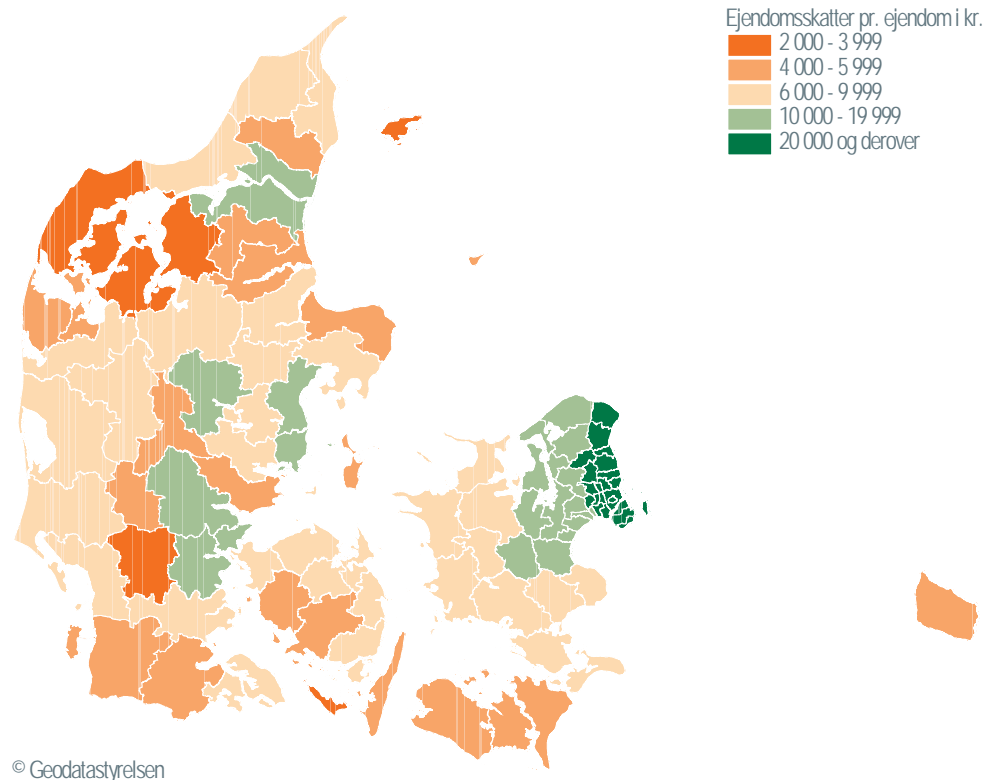 Ejendomsskatter pr. ejendom i kr.
2 000 - 3 999
4 000 - 5 999
6 000 - 9 999
10 000 - 19 999
20 000 og derover
© Geodatastyrelsen